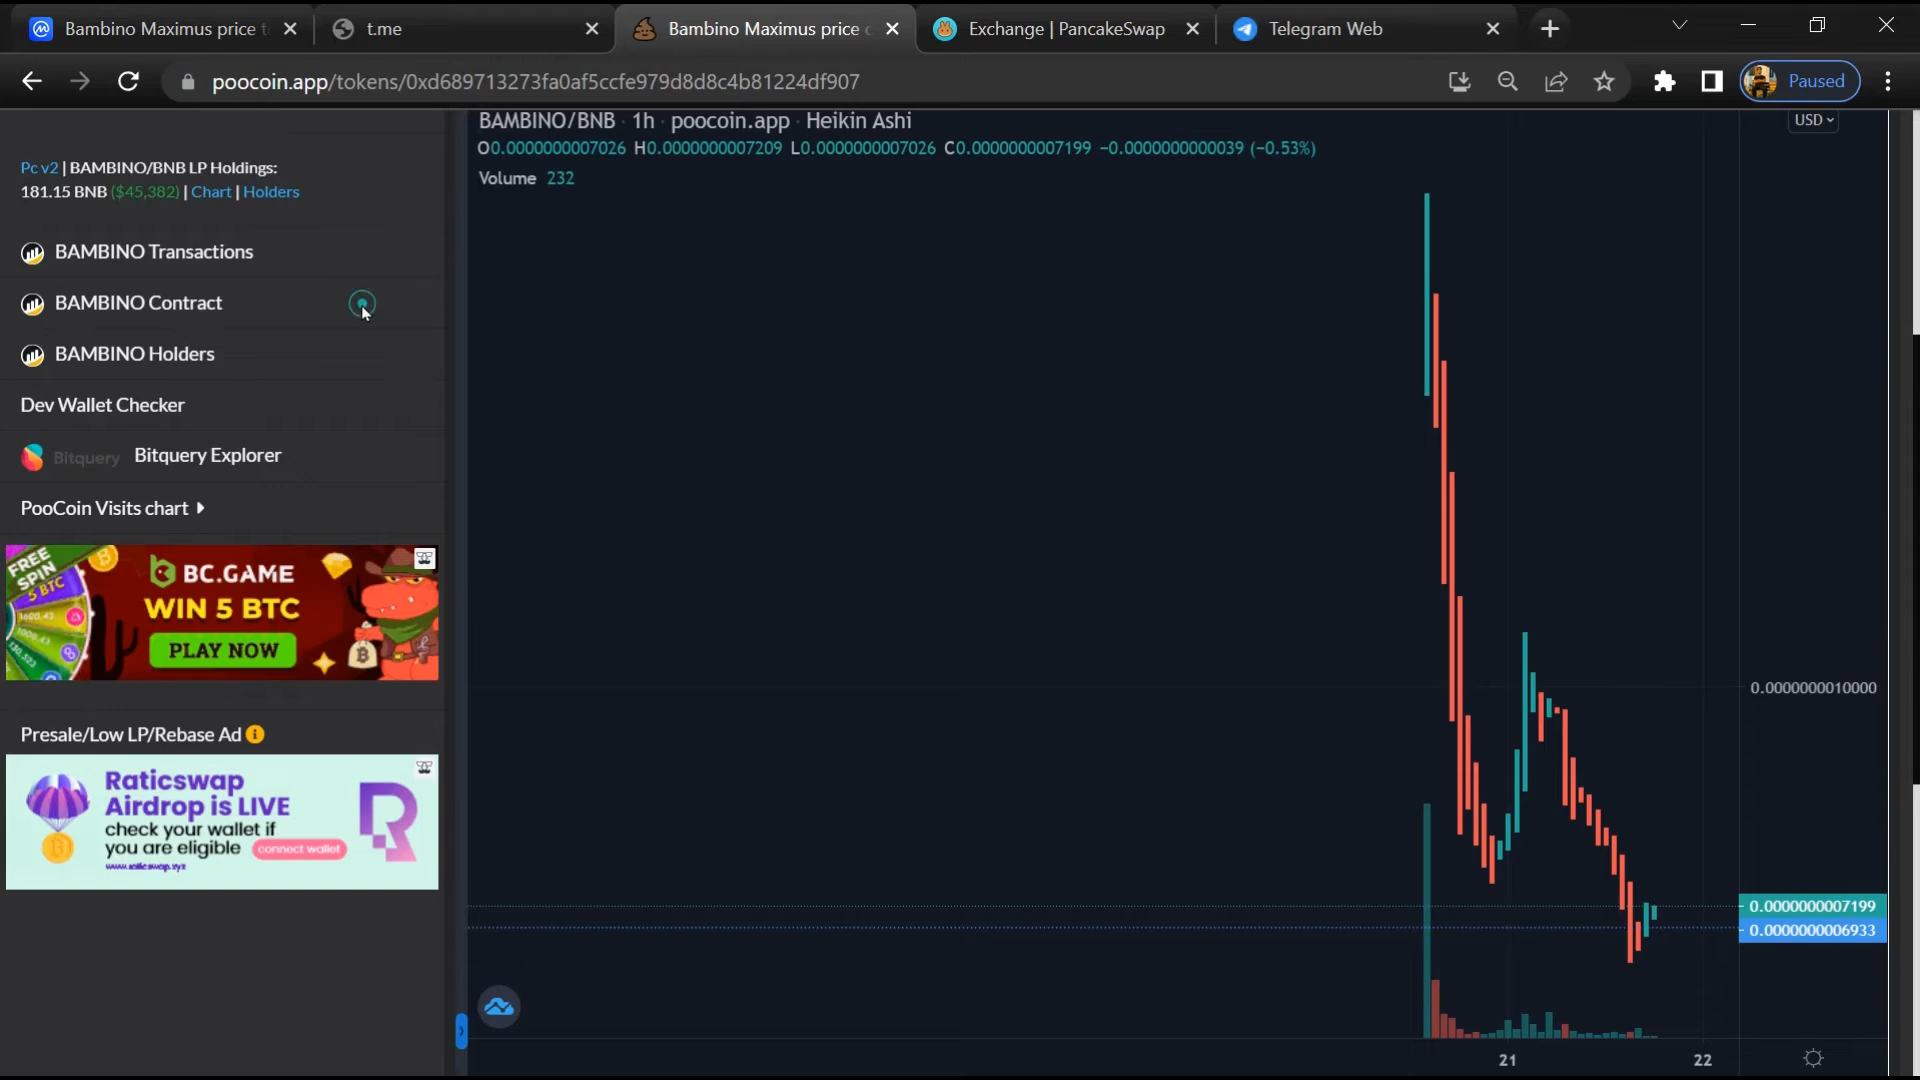 Bambino Maximus price t
t.me
Bambino Maximus price c
Exchange | PancakeSwap
Telegram Web
poocoin.app/tokens/0xd689713273fa0af5ccfe979d8d8c4b81224df907
Paused
Pc v2 | BAMBINO/BNB LP Holdings:
181.15 BNB ($45,382) | Chart | Holders
BAMBINO Transactions
BAMBINO Contract
BAMBINO Holders
Dev Wallet Checker
Bitquery Bitquery Explorer
PooCoin Visits chart
FREE
SPIN
5 BTC
BC.GAME
WIN 5 BTC
PLAY NOW
Presale/Low LP/Rebase Ad
Raticswap
Airdrop is LIVE
check your wallet if
you are eligible connect wallet
www.raticswap.xyz
BAMBINO/BNB · 1h · poocoin.app · Heikin Ashi
O0.0000000007026 H0.0000000007209 L0.0000000007026 C0.0000000007199 −0.0000000000039 (−0.53%)
Volume 232
USD
0.0000000010000
0.0000000007199
0.0000000006933
21
22